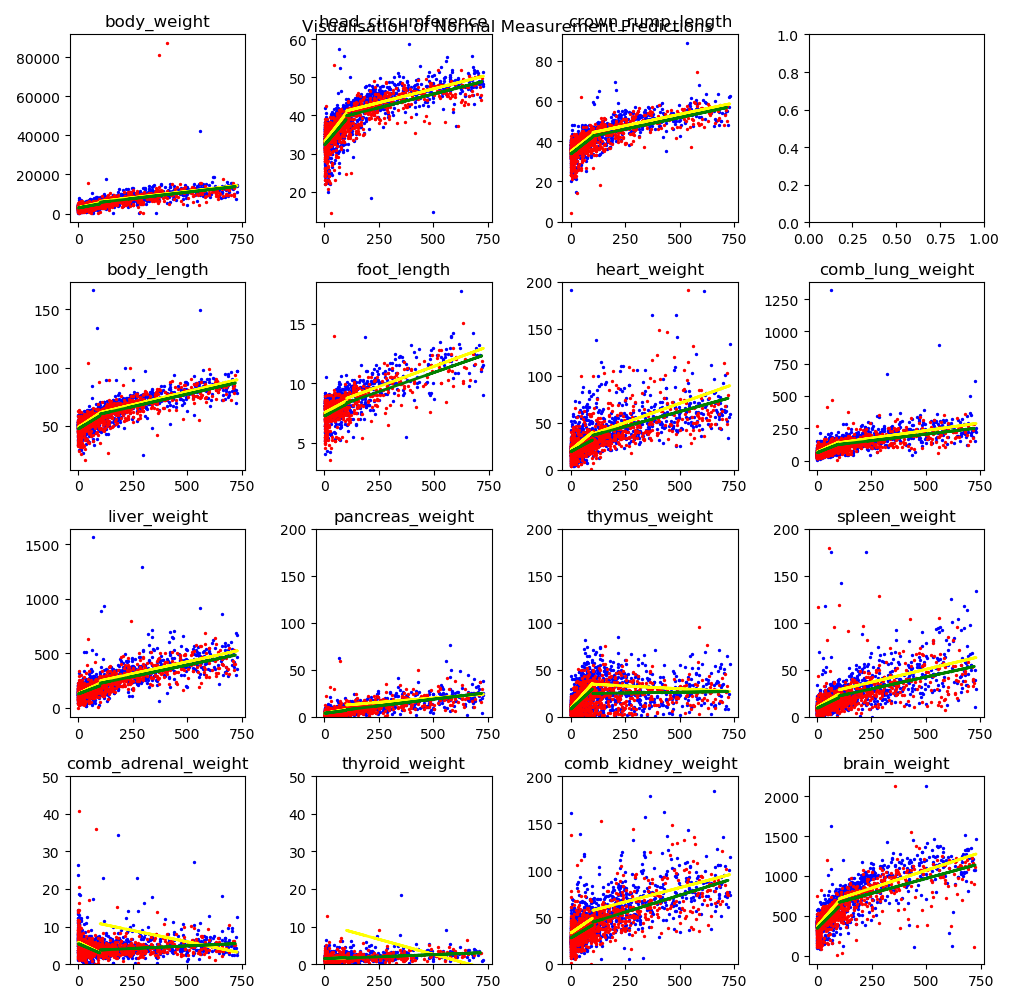 Visualisation of Normal Measurement Predictions
body_weight head_circumference crown_rump_length
80000 60000 40000 20000 0
0 250 500 750
60 50 40 30 20
0 250 500 750
80 60 40 20 0
0 250 500 750
1.0 0.8 0.6 0.4 0.2 0.0
0.00 0.25 0.50 0.75 1.00
body_length foot_length heart_weight comb_lung_weight
150 100 50
0 250 500 750
15 10 5
0 250 500 750
200 150 100 50 0
0 250 500 750
1250 1000 750 500 250 0
0 250 500 750
liver_weight pancreas_weight thymus_weight spleen_weight
1500 1000 500 0
0 250 500 750
200 150 100 50 0
0 250 500 750
200 150 100 50 0
0 250 500 750
200 150 100 50 0
0 250 500 750
comb_adrenal_weight thyroid_weight comb_kidney_weight brain_weight
50 40 30 20 10 0
0 250 500 750
50 40 30 20 10 0
0 250 500 750
200 150 100 50 0
0 250 500 750
2000 1500 1000 500 0
0 250 500 750